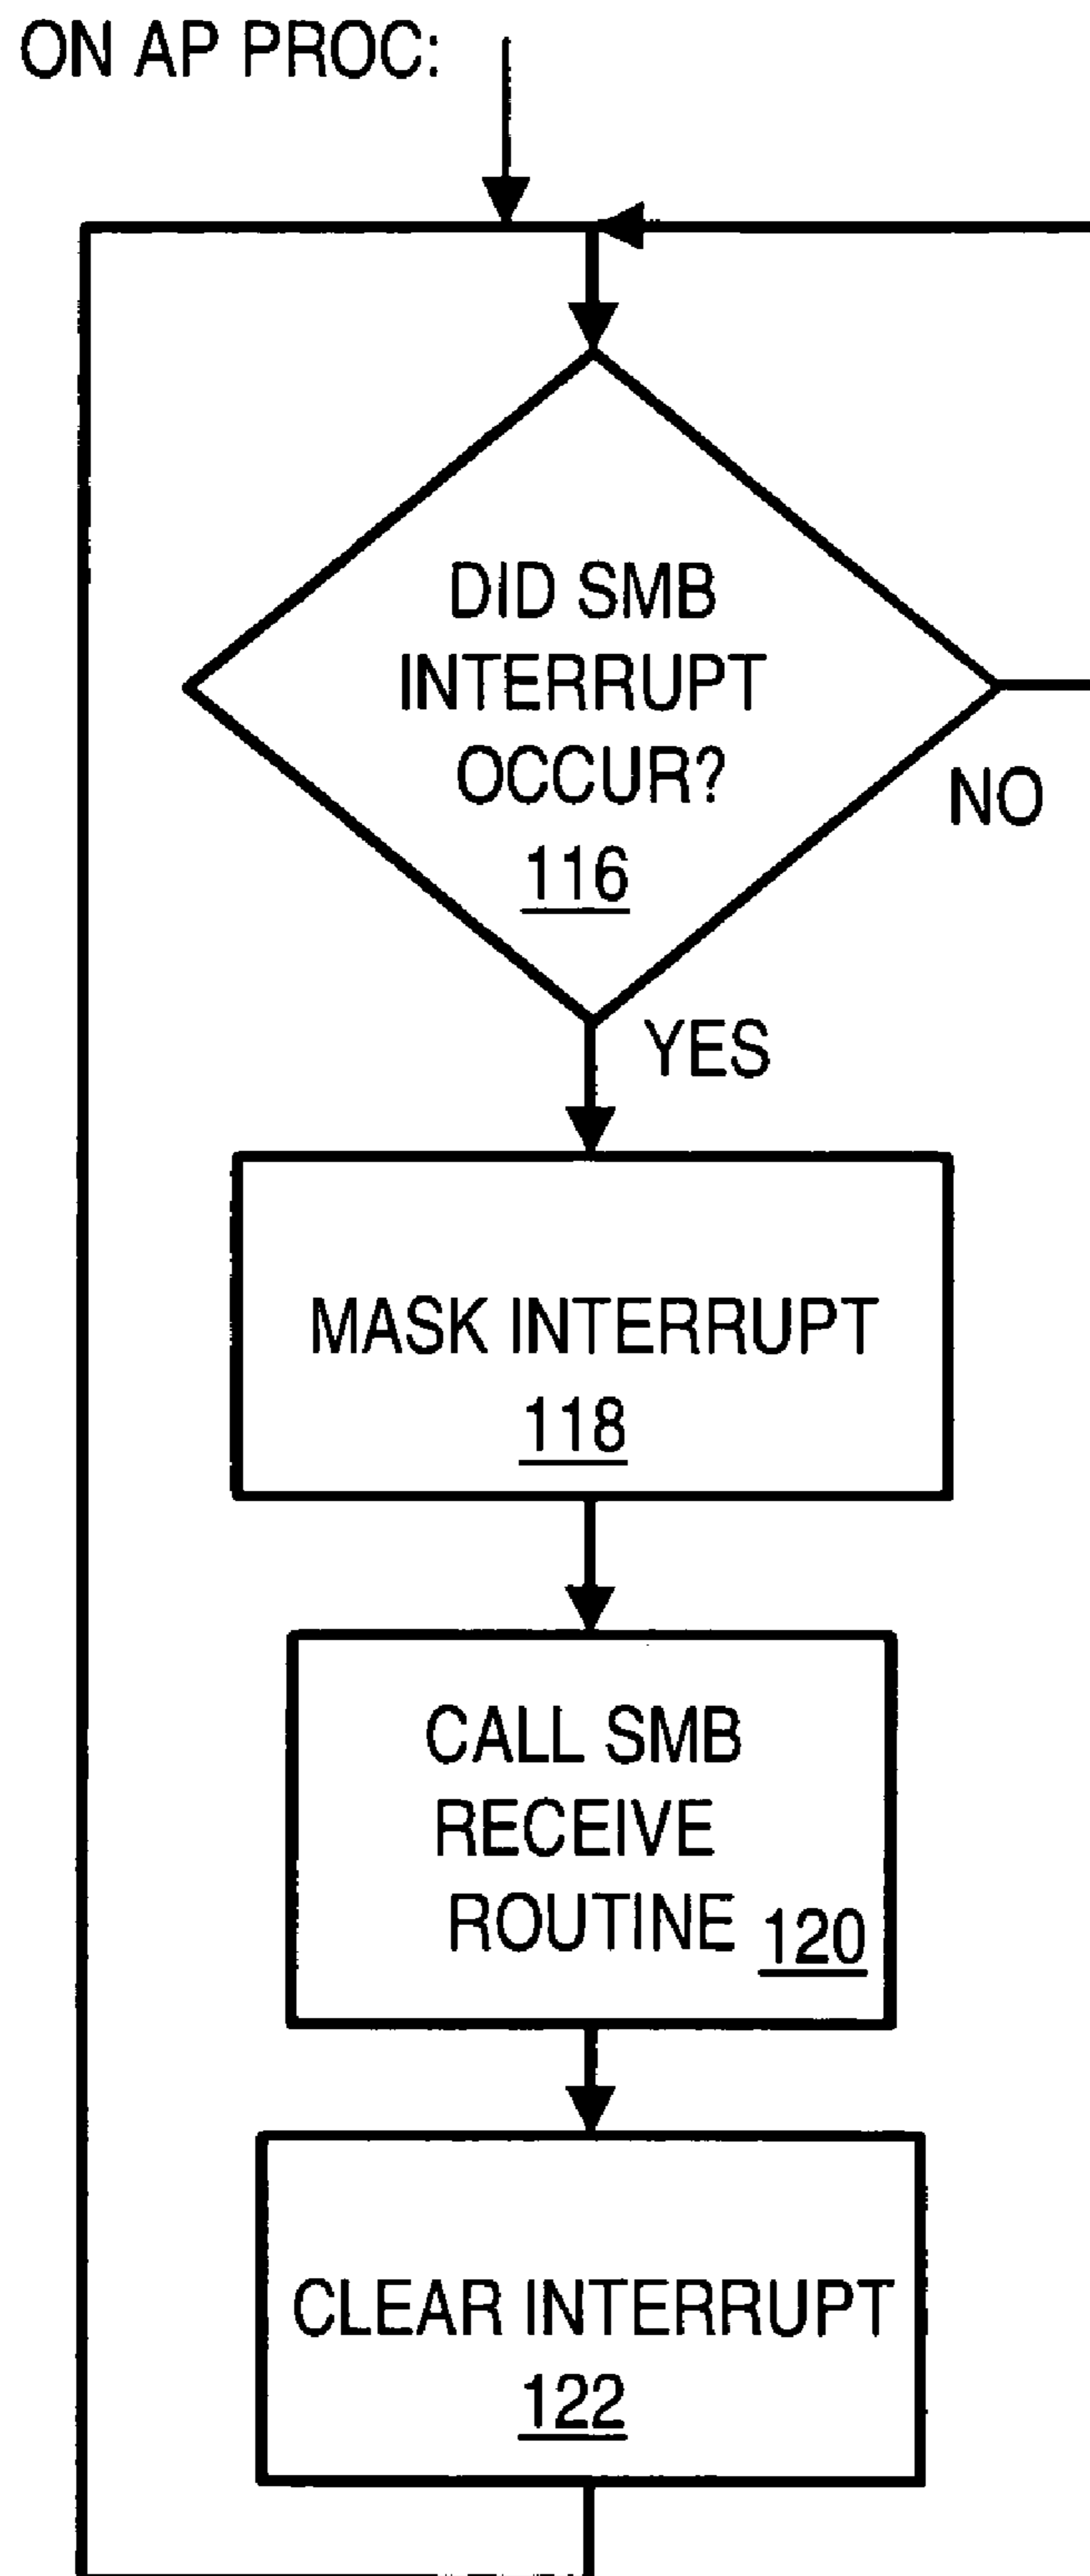 ON AP PROC:
DID SMB
INTERRUPT
OCCUR?
116
NO
YES
MASK INTERRUPT
118
CALL SMB
RECEIVE
ROUTINE 120
CLEAR INTERRUPT
122